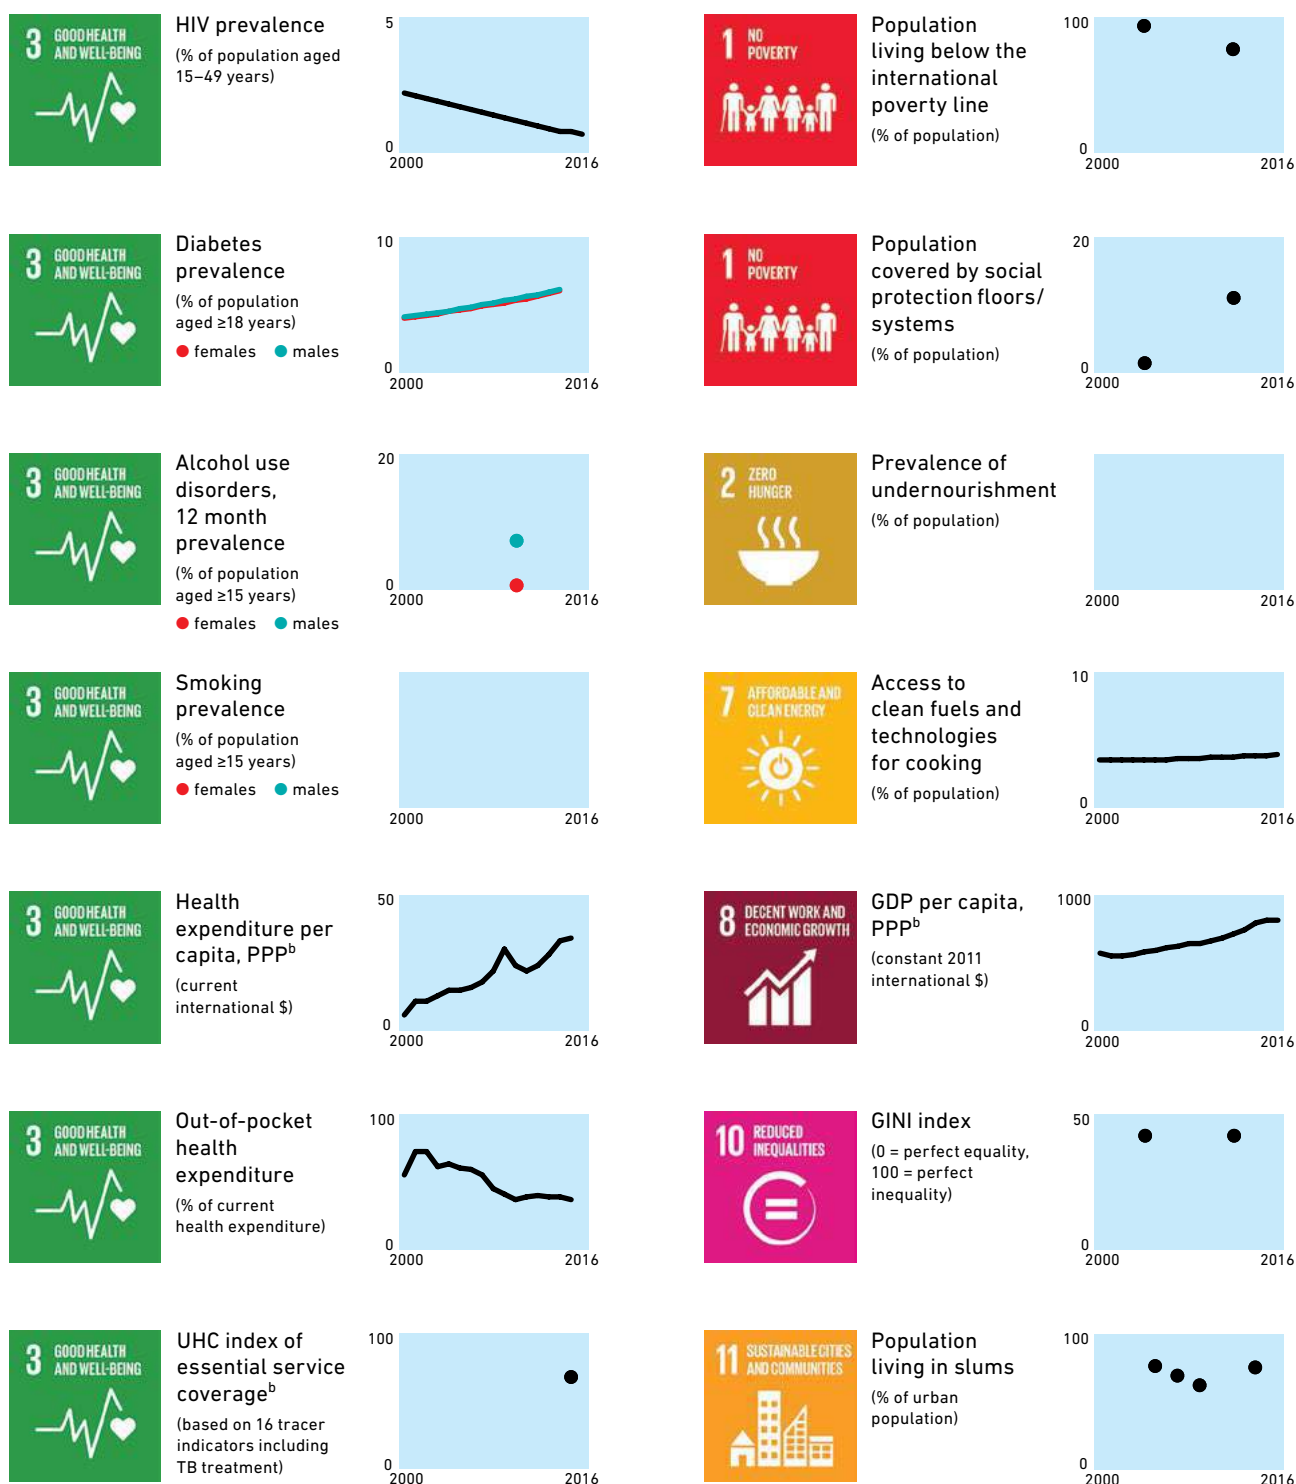 3 GOOD HEALTH
AND WELL-BEING
HIV prevalence
(% of population aged
15–49 years)
5
0
2000 2016
1 NO
POVERTY
Population
living below the
international
poverty line
(% of population)
100
0
2000 2016
3 GOOD HEALTH
AND WELL-BEING
Diabetes
prevalence
(% of population
aged ≥18 years)
females males
10
0
2000 2016
1 NO
POVERTY
Population
covered by social
protection floors/
systems
(% of population)
20
0
2000 2016
3 GOOD HEALTH
AND WELL-BEING
Alcohol use
disorders,
12 month
prevalence
(% of population
aged ≥15 years)
females males
20
0
2000 2016
2 ZERO
HUNGER
Prevalence of
undernourishment
(% of population)
2000 2016
3 GOOD HEALTH
AND WELL-BEING
Smoking
prevalence
(% of population
aged ≥15 years)
females males
2000 2016
7 AFFORDABLE AND
CLEAN ENERGY
Access to
clean fuels and
technologies
for cooking
(% of population)
10
0
2000 2016
3 GOOD HEALTH
AND WELL-BEING
Health
expenditure per
capita, PPPb
(current
international $)
50
0
2000 2016
8 DECENT WORK AND
ECONOMIC GROWTH
GDP per capita,
PPPb
(constant 2011
international $)
1000
0
2000 2016
3 GOOD HEALTH
AND WELL-BEING
Out-of-pocket
health
expenditure
(% of current
health expenditure)
100
0
2000 2016
10 REDUCED
INEQUALITIES
GINI index
(0 = perfect equality,
100 = perfect
inequality)
50
0
2000 2016
3 GOOD HEALTH
AND WELL-BEING
UHC index of
essential service
coverageb
(based on 16 tracer
indicators including
TB treatment)
100
0
2000 2016
11 SUSTAINABLE CITIES
AND COMMUNITIES
Population
living in slums
(% of urban
population)
100
0
2000 2016